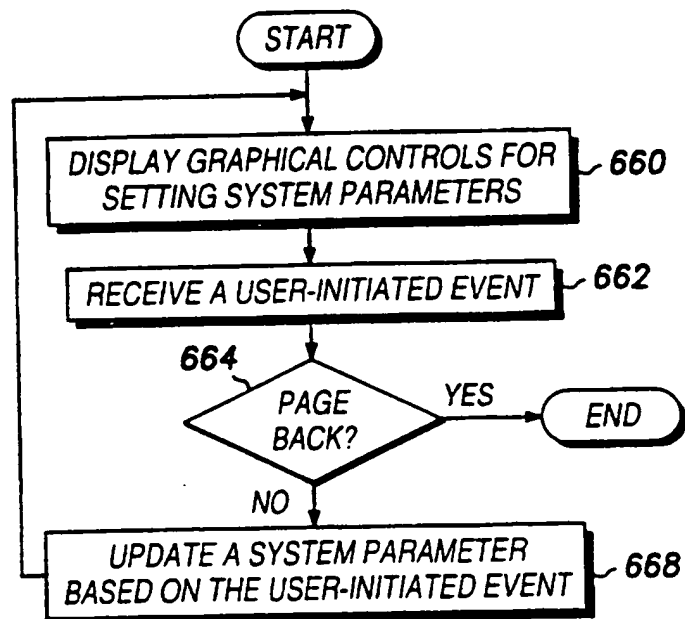 START
DISPLAY GRAPHICAL CONTROLS FOR
SETTING SYSTEM PARAMETERS
660
RECEIVE A USER-INITIATED EVENT
662
664
PAGE
BACK?
YES
END
NO
UPDATE A SYSTEM PARAMETER
BASED ON THE USER-INITIATED EVENT
668